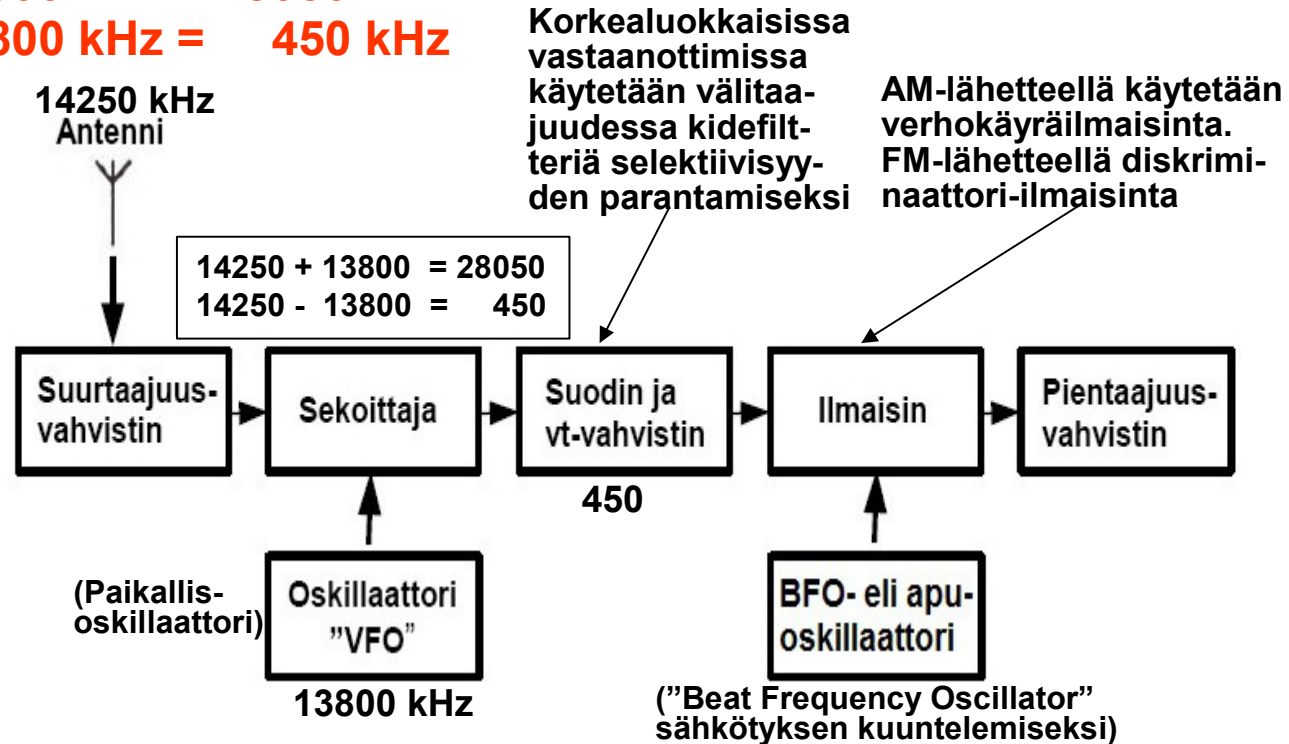 800 kHz = 450 kHz
14250 kHz
Antenni
Korkealuokkaisissa
vastaanottimissa
käytetään välitaa-
juudessa kidefilt-
teriä selektiivisyy-
den parantamiseksi
AM-lähetteellä käytetään
verhokäyräilmaisinta.
FM-lähetteellä diskrimi-
naattori-ilmaisinta
14250 + 13800 = 28050
14250 - 13800 = 450
Suurtaajuus-
vahvistin
Sekoittaja
Suodin ja
vt-vahvistin
Ilmaisin
Pientaajuus-
vahvistin
450
(Paikallis-
oskillaattori)
Oskillaattori
"VFO"
13800 kHz
BFO- eli apu-
oskillaattori
("Beat Frequency Oscillator"
sähkötyksen kuuntelemiseksi)